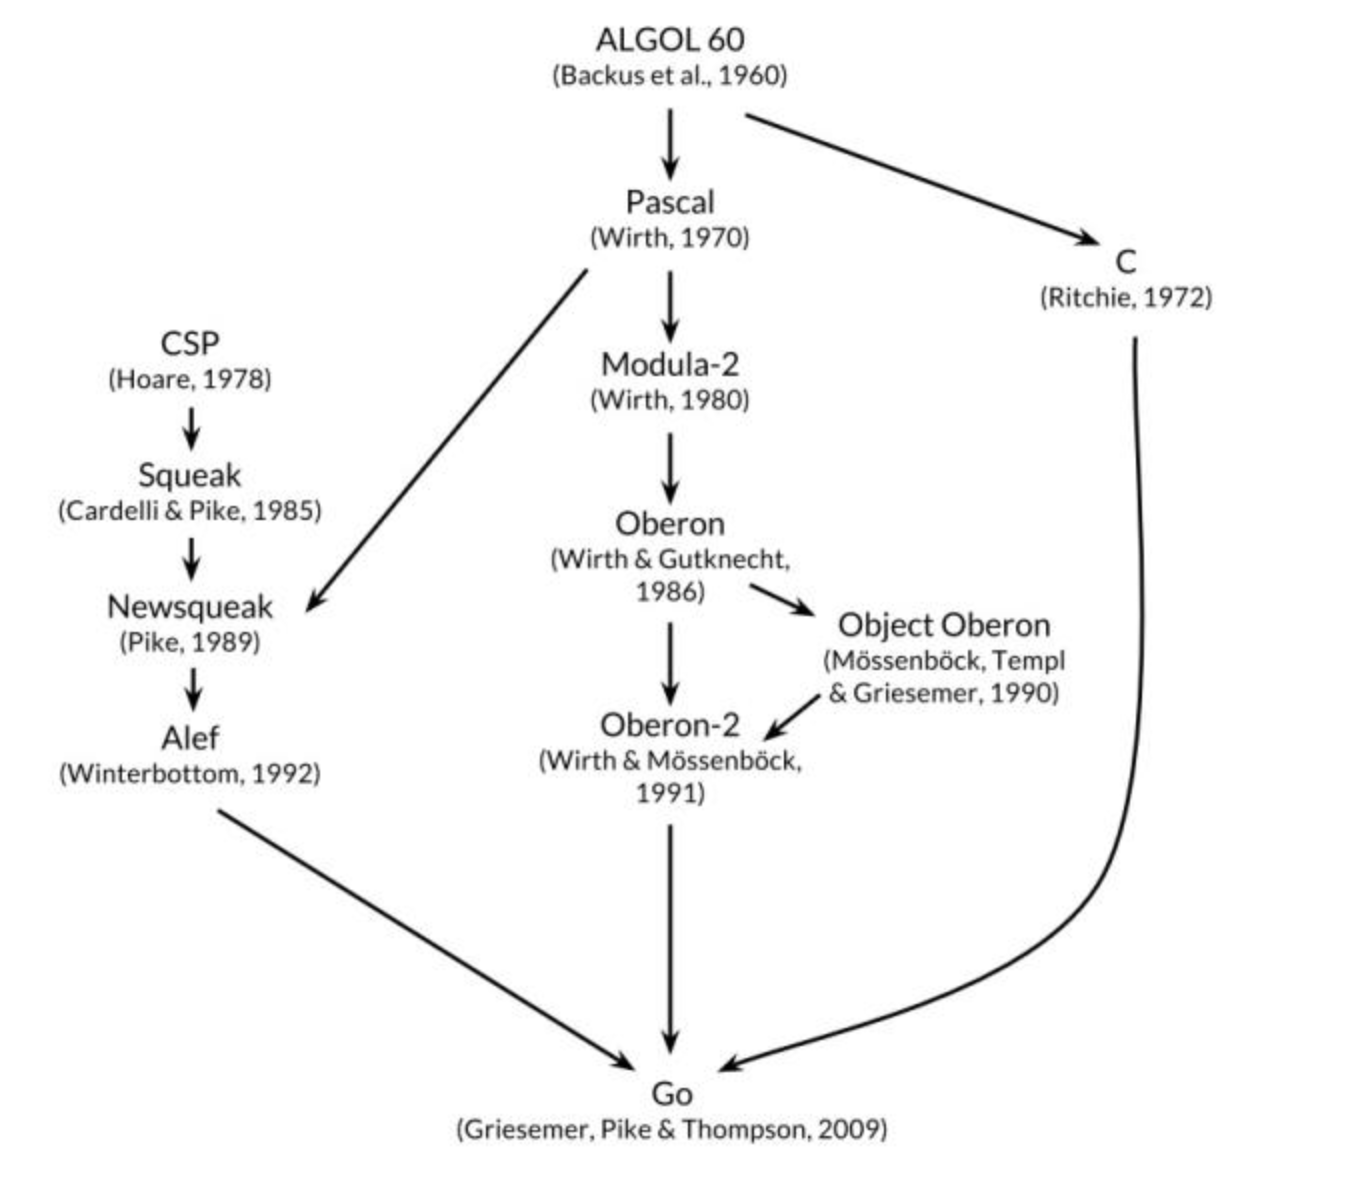 ALGOL 60
(Backus et al., 1960)
Pascal
(Wirth, 1970)
C
(Ritchie, 1972)
CSP
(Hoare, 1978)
Modula-2
(Wirth, 1980)
Squeak
(Cardelli & Pike, 1985)
Oberon
(Wirth & Gutknecht,
1986)
Newsqueak
(Pike, 1989)
Object Oberon
(Mössenböck, Templ
& Griesemer, 1990)
Oberon-2
(Wirth & Mössenböck,
1991)
Alef
(Winterbottom, 1992)
Go
(Griesemer, Pike & Thompson, 2009)